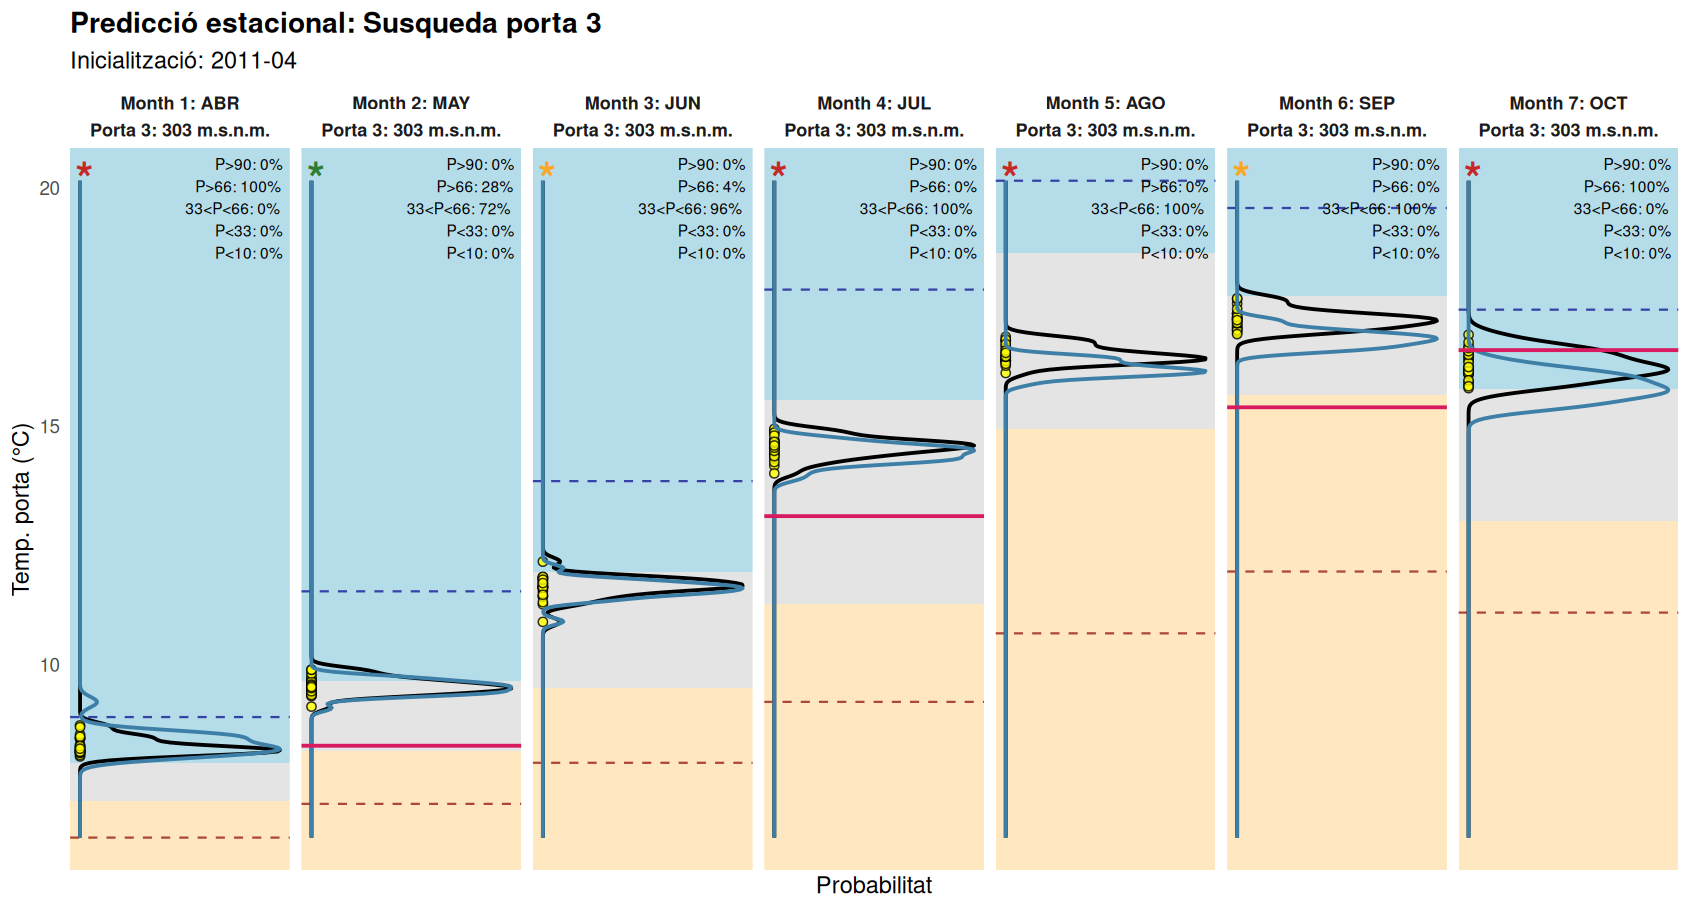 Predicció estacional: Susqueda porta 3
Inicialització: 2011-04
Month 1: ABR
Porta 3: 303 m.s.n.m.
Month 2: MAY
Porta 3: 303 m.s.n.m.
Month 3: JUN
Porta 3: 303 m.s.n.m.
Month 4: JUL
Porta 3: 303 m.s.n.m.
Month 5: AGO
Porta 3: 303 m.s.n.m.
Month 6: SEP
Porta 3: 303 m.s.n.m.
Month 7: OCT
Porta 3: 303 m.s.n.m.
*
P>90: 0%
P>66: 100%
33<P<66: 0%
P<33: 0%
P<10: 0%
*
P>90: 0%
P>66: 28%
33<P<66: 72%
P<33: 0%
P<10: 0%
*
P>90: 0%
P>66: 4%
33<P<66: 96%
P<33: 0%
P<10: 0%
*
P>90: 0%
P>66: 0%
33<P<66: 100%
P<33: 0%
P<10: 0%
*
P>90: 0%
P>66: 0%
33<P<66: 100%
P<33: 0%
P<10: 0%
*
P>90: 0%
P>66: 0%
33<P<66: 100%
P<33: 0%
P<10: 0%
*
P>90: 0%
P>66: 100%
33<P<66: 0%
P<33: 0%
P<10: 0%
20
15
10
Temp. porta (°C)
Probabilitat